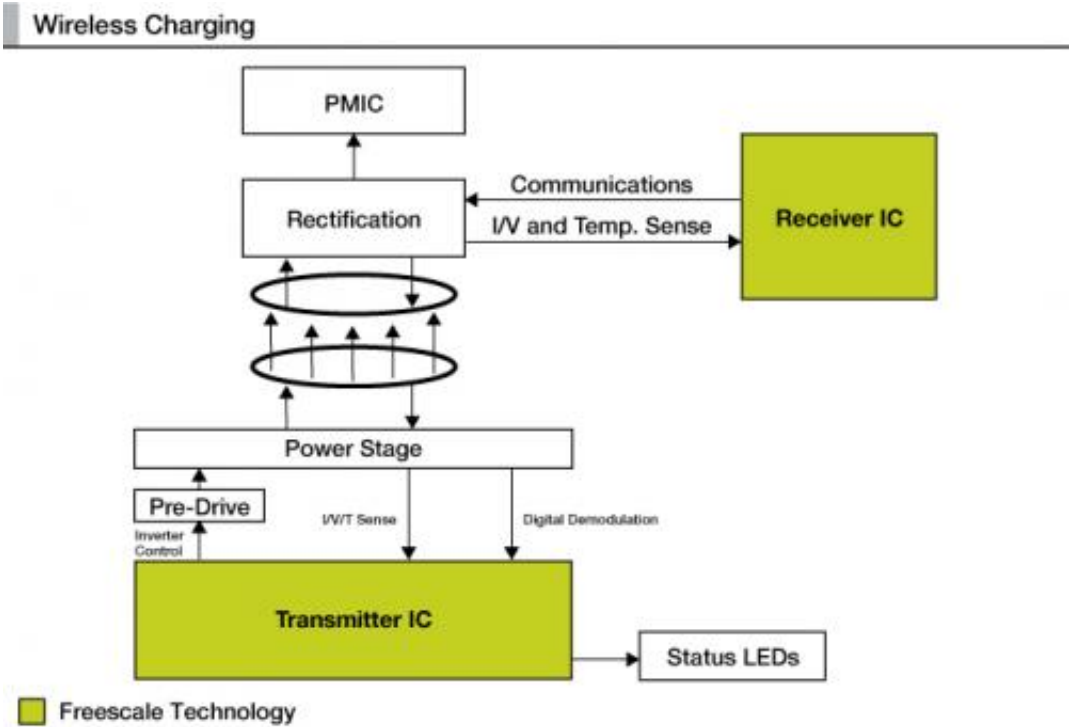 Wireless Charging
PMIC
Rectification
Communications
I/V and Temp. Sense
Receiver IC
Power Stage
Pre-Drive
Inverter
Control
I/V/T Sense
Digital Demodulation
Transmitter IC
Status LEDs
Freescale Technology